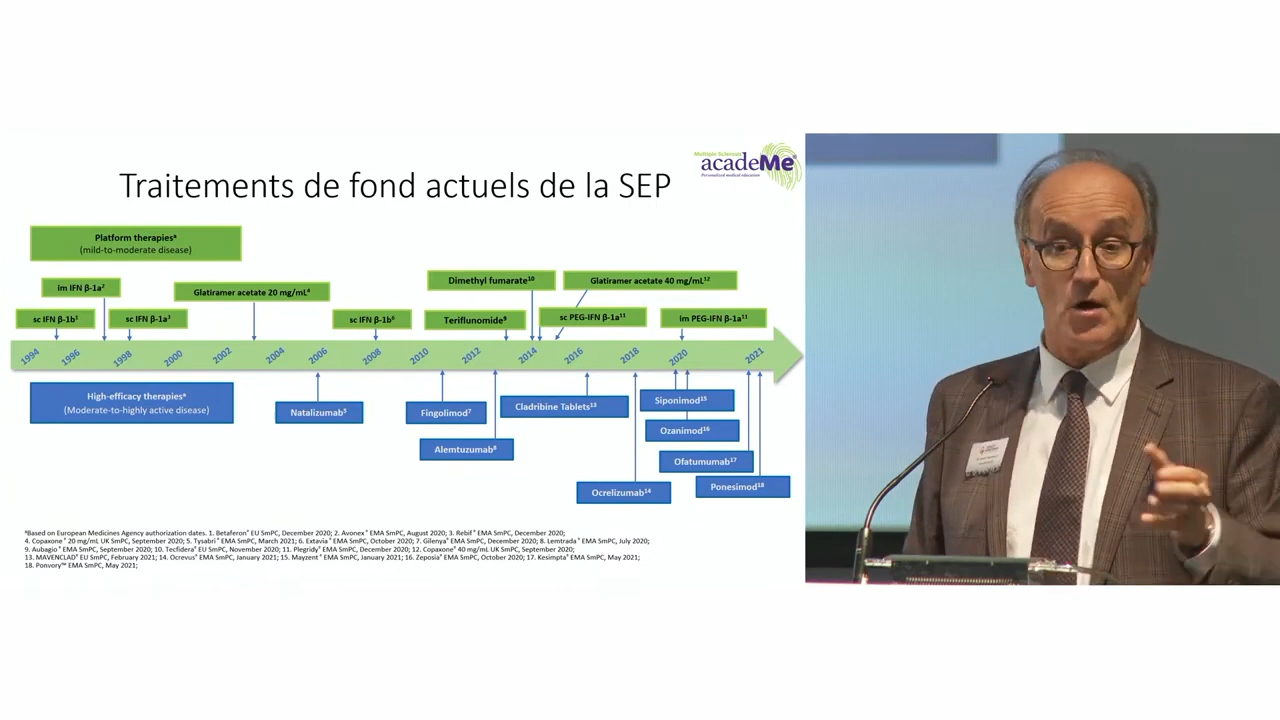 Multiple Sclerosis
acadeMe®
Personalized medical education
Traitements de fond actuels de la SEP
Platform therapiesᵃ
(mild-to-moderate disease)
im IFN β-1a²
Glatiramer acetate 20 mg/mL⁴
Dimethyl fumarate¹⁰
Glatiramer acetate 40 mg/mL¹²
sc IFN β-1b¹
sc IFN β-1a³
sc IFN β-1b⁶
Teriflunomide⁹
sc PEG-IFN β-1a¹¹
im PEG-IFN β-1a¹¹
1994 1996 1998 2000 2002 2004 2006 2008 2010 2012 2014 2016 2018 2020 2021
High-efficacy therapiesᵃ
(Moderate-to-highly active disease)
Natalizumab⁵
Fingolimod⁷
Cladribine Tablets¹³
Siponimod¹⁵
Alemtuzumab⁸
Ozanimod¹⁶
Ofatumumab¹⁷
Ocrelizumab¹⁴
Ponesimod¹⁸
ᵃBased on European Medicines Agency authorization dates. 1. Betaferon® EU SmPC, December 2020; 2. Avonex® EMA SmPC, August 2020; 3. Rebif® EMA SmPC, December 2020;
4. Copaxone® 20 mg/mL UK SmPC, September 2020; 5. Tysabri® EMA SmPC, March 2021; 6. Extavia® EMA SmPC, October 2020; 7. Gilenya® EMA SmPC, December 2020; 8. Lemtrada® EMA SmPC, July 2020;
9. Aubagio® EMA SmPC, September 2020; 10. Tecfidera® EU SmPC, November 2020; 11. Plegridy® EMA SmPC, December 2020; 12. Copaxone® 40 mg/mL UK SmPC, September 2020;
13. MAVENCLAD® EU SmPC, February 2021; 14. Ocrevus® EMA SmPC, January 2021; 15. Mayzent® EMA SmPC, January 2021; 16. Zeposia® EMA SmPC, October 2020; 17. Kesimpta® EMA SmPC, May 2021;
18. Ponvory™ EMA SmPC, May 2021;